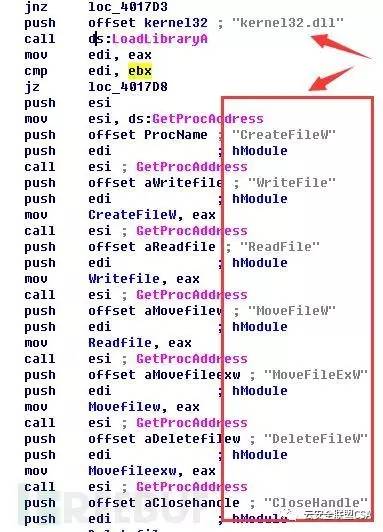 jnz loc_4017D3
push offset kernel32 ; "kernel32.dll"
call ds:LoadLibraryA
mov edi, eax
cmp edi, ebx
jz loc_4017D8
push esi
mov esi, ds:GetProcAddress
push offset ProcName ; "CreateFileW"
push edi ; hModule
call esi ; GetProcAddress
push offset aWritefile ; "WriteFile"
push edi ; hModule
mov CreateFileW, eax
call esi ; GetProcAddress
push offset aReadfile ; "ReadFile"
push edi ; hModule
mov Writefile, eax
call esi ; GetProcAddress
push offset aMovefilew ; "MoveFileW"
push edi ; hModule
mov Readfile, eax
call esi ; GetProcAddress
push offset aMovefileexw ; "MoveFileExW"
push edi ; hModule
mov Movefilew, eax
call esi ; GetProcAddress
push offset aDeletefilew ; "DeleteFileW"
push edi ; hModule
mov Movefileexw, eax
call esi ; GetProcAddress
push offset aClosehandle ; "CloseHandle"
push edi ; hModule
云安全联盟CSA